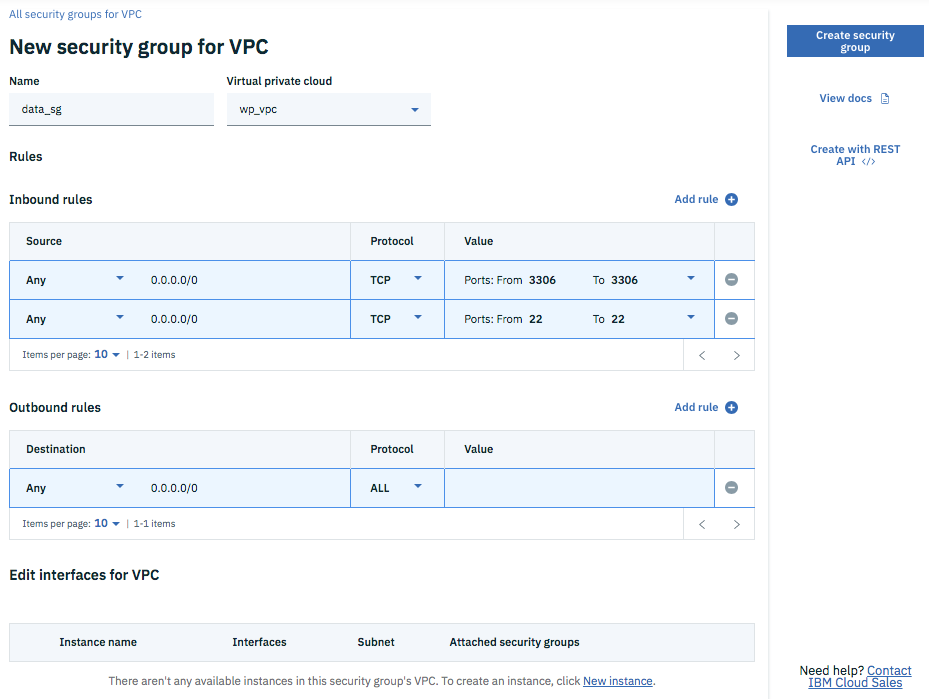 All security groups for VPC
New security group for VPC
Name
Virtual private cloud
data_sg
wp_vpc
Rules
Inbound rules
Add rule
Source Protocol Value
Any 0.0.0.0/0 TCP Ports: From 3306 To 3306
Any 0.0.0.0/0 TCP Ports: From 22 To 22
Items per page: 10 | 1-2 items
Outbound rules
Add rule
Destination Protocol Value
Any 0.0.0.0/0 ALL
Items per page: 10 | 1-1 items
Edit interfaces for VPC
Instance name Interfaces Subnet Attached security groups
There aren't any available instances in this security group's VPC. To create an instance, click New instance.
Create security
group
View docs
Create with REST
API </>
Need help? Contact
IBM Cloud Sales